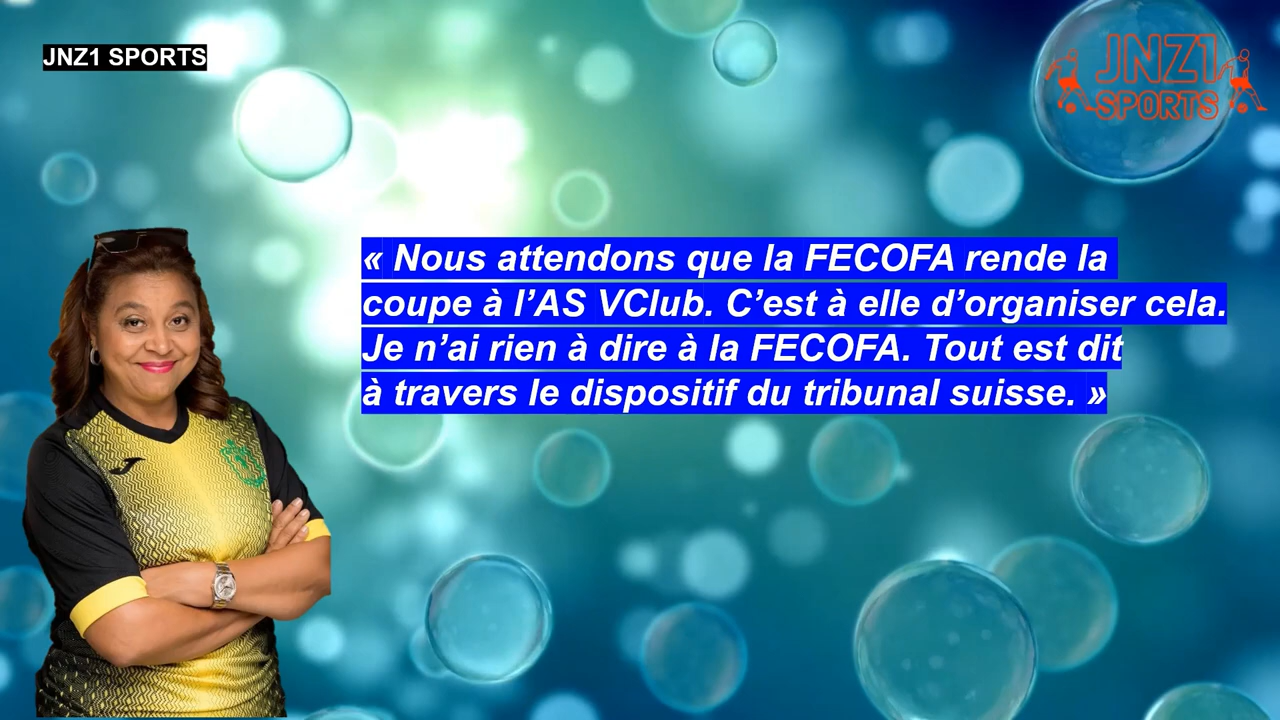 JNZ1 SPORTS
JNZ1
SPORTS
« Nous attendons que la FECOFA rende la
coupe à l’AS VClub. C’est à elle d’organiser cela.
Je n’ai rien à dire à la FECOFA. Tout est dit
à travers le dispositif du tribunal suisse. »